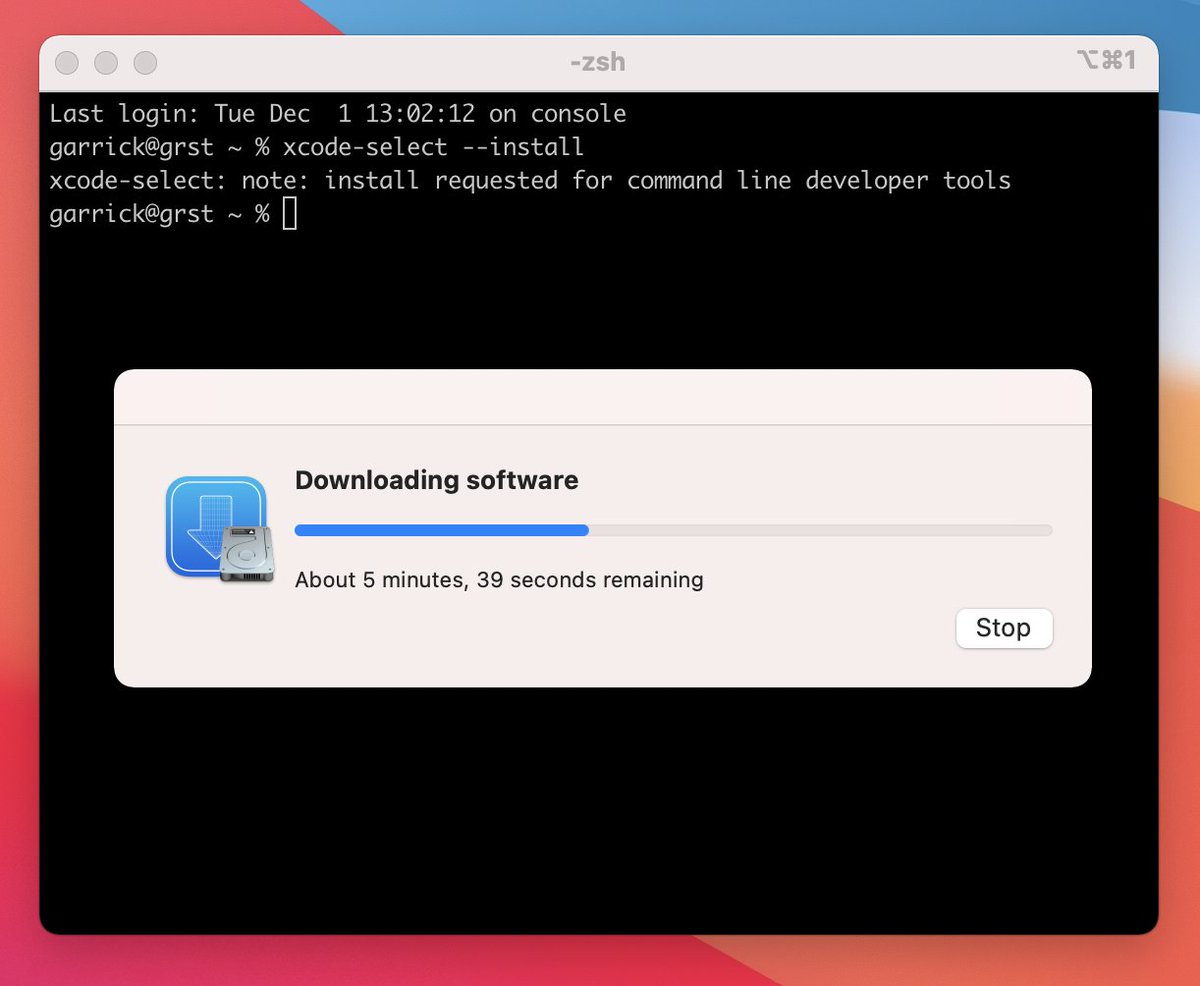 -zsh
⌥⌘1
Last login: Tue Dec  1 13:02:12 on console
garrick@grst ~ % xcode-select --install
xcode-select: note: install requested for command line developer tools
garrick@grst ~ %
Downloading software
About 5 minutes, 39 seconds remaining
Stop